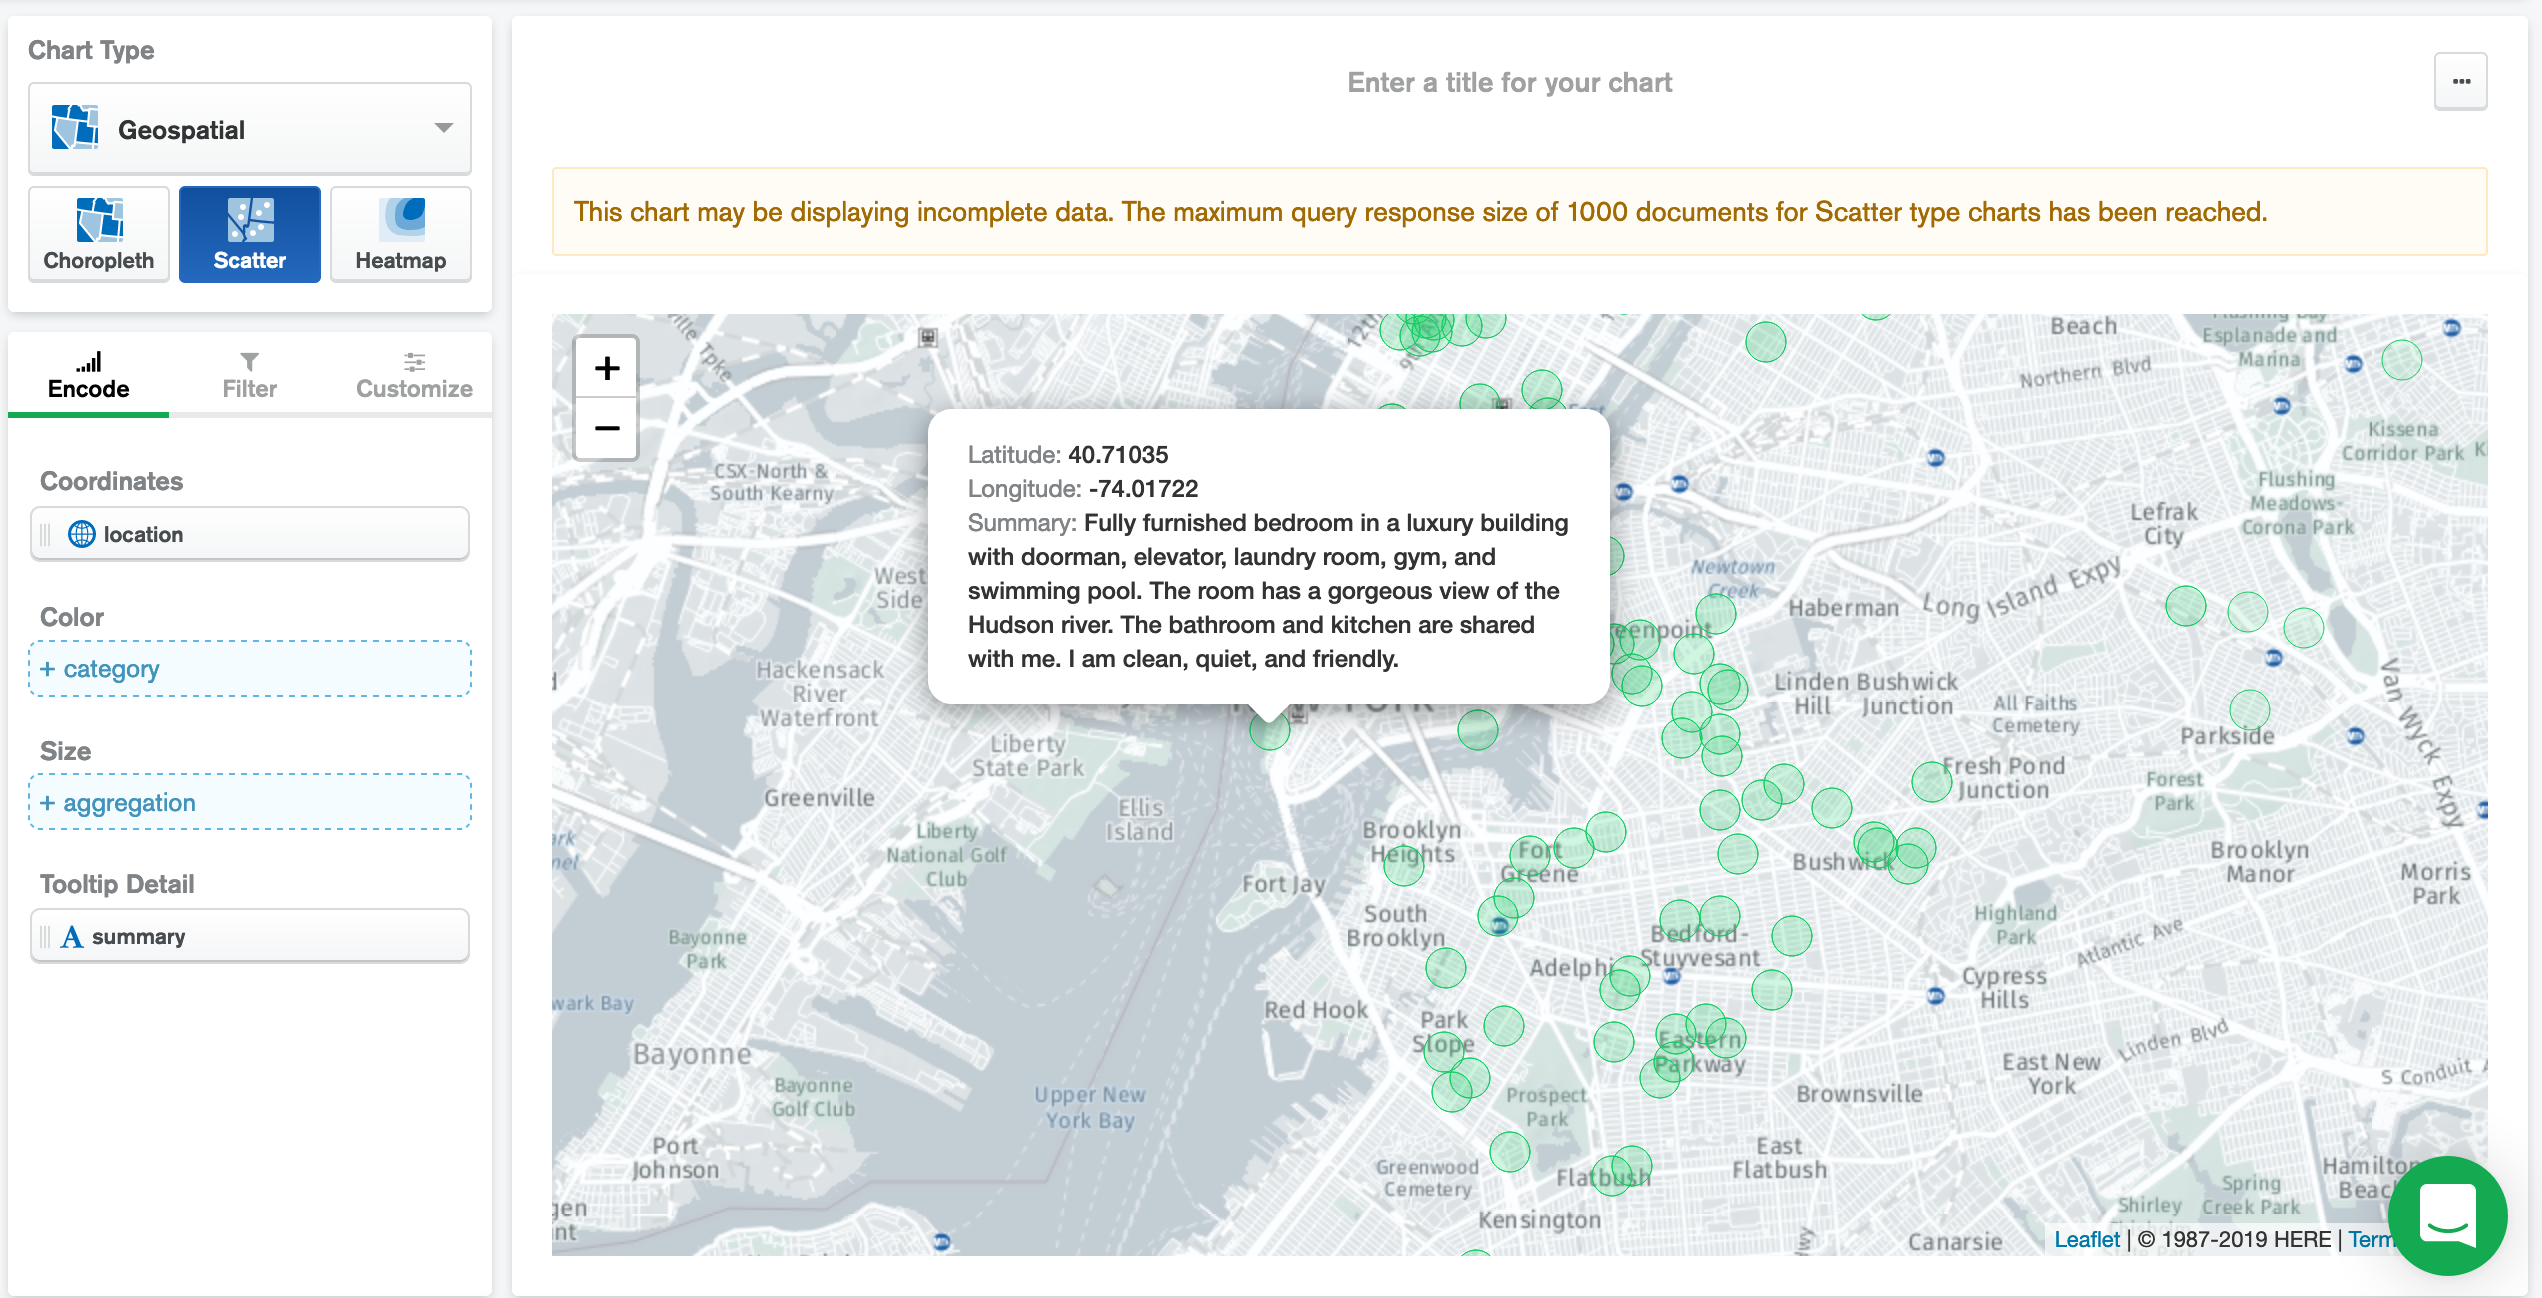 Chart Type
Geospatial
Choropleth
Scatter
Heatmap
Encode
Filter
Customize
Coordinates
location
Color
+ category
Size
+ aggregation
Tooltip Detail
A summary
Enter a title for your chart
...
This chart may be displaying incomplete data. The maximum query response size of 1000 documents for Scatter type charts has been reached.
+
−
Latitude: 40.71035
Longitude: -74.01722
Summary: Fully furnished bedroom in a luxury building
with doorman, elevator, laundry room, gym, and
swimming pool. The room has a gorgeous view of the
Hudson river. The bathroom and kitchen are shared
with me. I am clean, quiet, and friendly.
Beach
Esplanade and
Marina
Northern Blvd
Kissena
Corridor Park
Flushing
Meadows-
Corona Park
Lefrak
City
CSX-North &
South Kearny
West
Side
Newtown
Creek
Haberman
Long Island Expy
Hackensack
River
Waterfront
Linden
Hill
Bushwick
Junction
All Faiths
Cemetery
Van Wyck Expy
Parkside
Liberty
State Park
Greenville
Ellis
Island
Fresh Pond
Junction
Forest
Park
Liberty
National Golf
Club
Brooklyn
Heights
Fort
Greene
Bushwick
Brooklyn
Manor
Morris
Park
Fort Jay
South
Brooklyn
Highland
Park
Atlantic Ave
Bayonne
Park
Bedford-
Stuyvesant
Adelphi
Cypress
Hills
wark Bay
Red Hook
Park
Slope
Bayonne
Eastern
Parkway
Linden Blvd
East New
York
S Conduit
Bayonne
Golf Club
Upper New
York Bay
Prospect
Park
Brownsville
Port
Johnson
Greenwood
Cemetery
Flatbush
East
Flatbush
Spring
Creek Park
Shirley
Kensington
Canarsie
Leaflet | © 1987-2019 HERE | Term